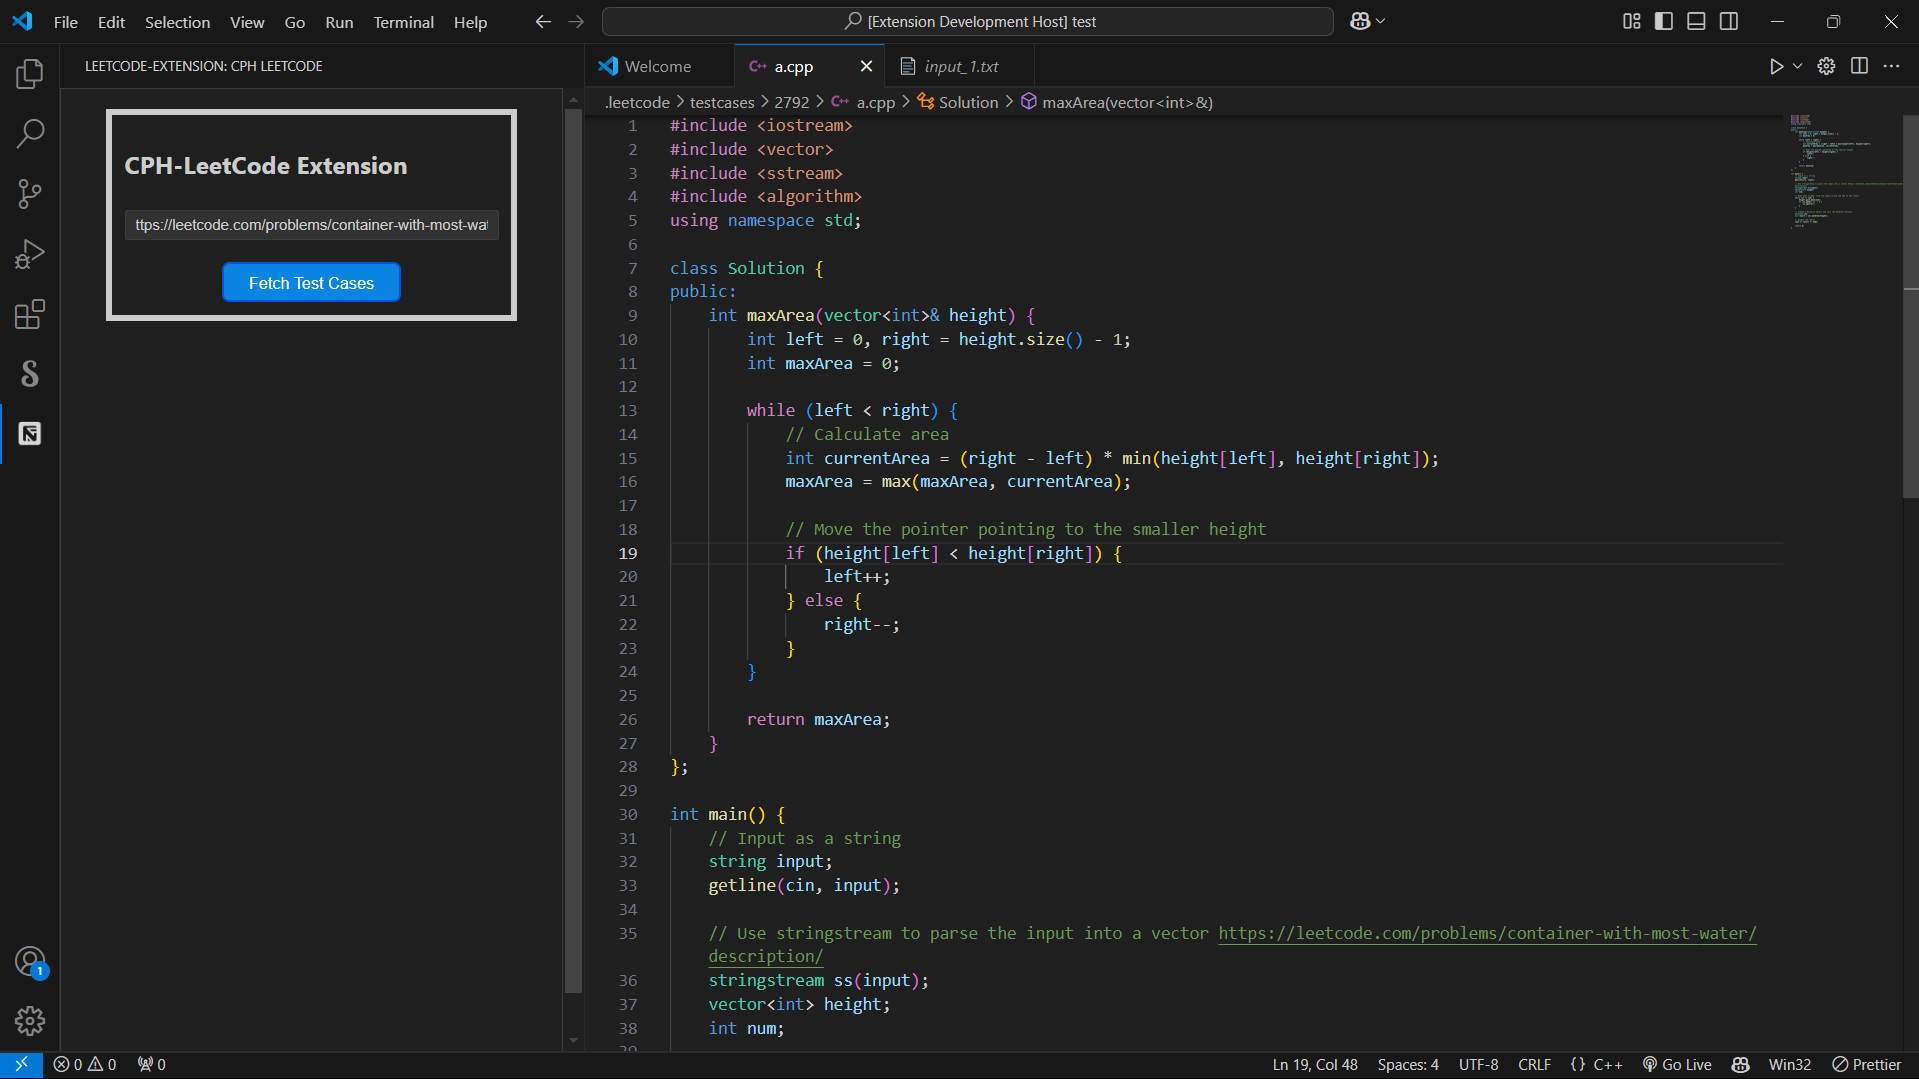 File Edit Selection View Go Run Terminal Help
[Extension Development Host] test
LEETCODE-EXTENSION: CPH LEETCODE
CPH-LeetCode Extension
ttps://leetcode.com/problems/container-with-most-wat
Fetch Test Cases
Welcome
a.cpp
input_1.txt
.leetcode > testcases > 2792 > a.cpp > Solution > maxArea(vector<int>&)
1 #include <iostream>
2 #include <vector>
3 #include <sstream>
4 #include <algorithm>
5 using namespace std;
6
7 class Solution {
8 public:
9     int maxArea(vector<int>& height) {
10         int left = 0, right = height.size() - 1;
11         int maxArea = 0;
12
13         while (left < right) {
14             // Calculate area
15             int currentArea = (right - left) * min(height[left], height[right]);
16             maxArea = max(maxArea, currentArea);
17
18             // Move the pointer pointing to the smaller height
19             if (height[left] < height[right]) {
20                 left++;
21             } else {
22                 right--;
23             }
24         }
25
26         return maxArea;
27     }
28 };
29
30 int main() {
31     // Input as a string
32     string input;
33     getline(cin, input);
34
35     // Use stringstream to parse the input into a vector https://leetcode.com/problems/container-with-most-water/
description/
36     stringstream ss(input);
37     vector<int> height;
38     int num;
1
0 0 0
Ln 19, Col 48 Spaces: 4 UTF-8 CRLF {} C++ Go Live Win32 Prettier